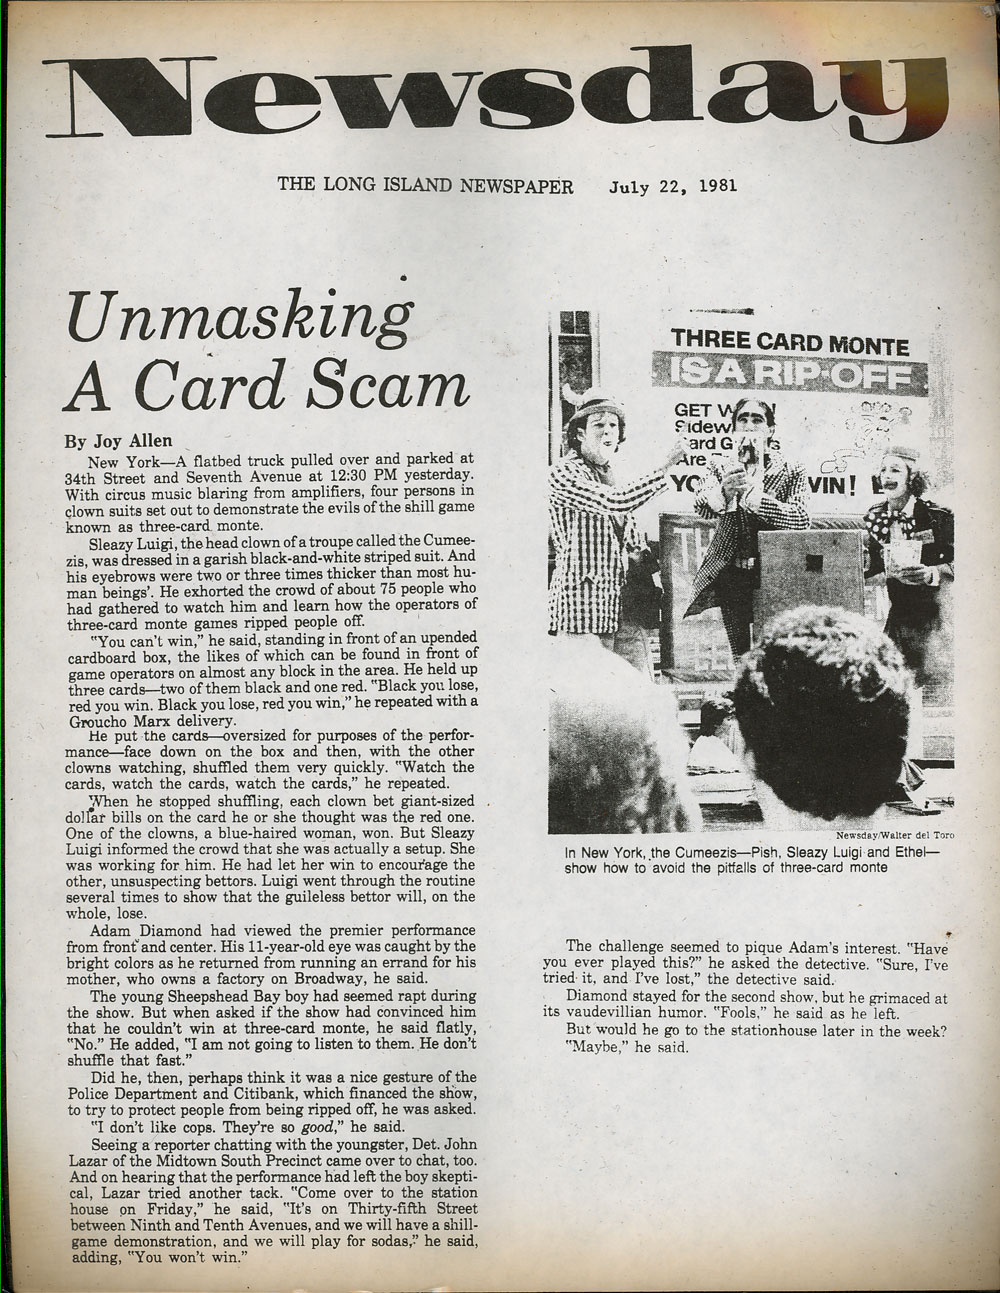 Newsday
THE LONG ISLAND NEWSPAPER July 22, 1981
Unmasking
A Card Scam
By Joy Allen
New York—A flatbed truck pulled over and parked at
34th Street and Seventh Avenue at 12:30 PM yesterday.
With circus music blaring from amplifiers, four persons in
clown suits set out to demonstrate the evils of the shill game
known as three-card monte.
Sleazy Luigi, the head clown of a troupe called the Cumee-
zis, was dressed in a garish black-and-white striped suit. And
his eyebrows were two or three times thicker than most hu-
man beings'. He exhorted the crowd of about 75 people who
had gathered to watch him and learn how the operators of
three-card monte games ripped people off.
"You can't win," he said, standing in front of an upended
cardboard box, the likes of which can be found in front of
game operators on almost any block in the area. He held up
three cards—two of them black and one red. "Black you lose,
red you win. Black you lose, red you win," he repeated with a
Groucho Marx delivery.
He put the cards—oversized for purposes of the perfor-
mance—face down on the box and then, with the other
clowns watching, shuffled them very quickly. "Watch the
cards, watch the cards, watch the cards," he repeated.
When he stopped shuffling, each clown bet giant-sized
dollar bills on the card he or she thought was the red one.
One of the clowns, a blue-haired woman, won. But Sleazy
Luigi informed the crowd that she was actually a setup. She
was working for him. He had let her win to encourage the
other, unsuspecting bettors. Luigi went through the routine
several times to show that the guileless bettor will, on the
whole, lose.
Adam Diamond had viewed the premier performance
from front and center. His 11-year-old eye was caught by the
bright colors as he returned from running an errand for his
mother, who owns a factory on Broadway, he said.
The young Sheepshead Bay boy had seemed rapt during
the show. But when asked if the show had convinced him
that he couldn't win at three-card monte, he said flatly,
"No." He added, "I am not going to listen to them. He don't
shuffle that fast."
Did he, then, perhaps think it was a nice gesture of the
Police Department and Citibank, which financed the show,
to try to protect people from being ripped off, he was asked.
"I don't like cops. They're so good," he said.
Seeing a reporter chatting with the youngster, Det. John
Lazar of the Midtown South Precinct came over to chat, too.
And on hearing that the performance had left the boy skepti-
cal, Lazar tried another tack. "Come over to the station
house on Friday," he said, "It's on Thirty-fifth Street
between Ninth and Tenth Avenues, and we will have a shill-
game demonstration, and we will play for sodas," he said,
adding, "You won't win."
THREE CARD MONTE
IS A RIP-OFF
GET W
Sidew
ard G s
Are
YO VIN!
Newsday/Walter del Toro
In New York, the Cumeezis—Pish, Sleazy Luigi and Ethel—
show how to avoid the pitfalls of three-card monte
The challenge seemed to pique Adam's interest. "Have
you ever played this?" he asked the detective. "Sure, I've
tried it, and I've lost," the detective said.
Diamond stayed for the second show, but he grimaced at
its vaudevillian humor. "Fools," he said as he left.
But would he go to the stationhouse later in the week?
"Maybe," he said.